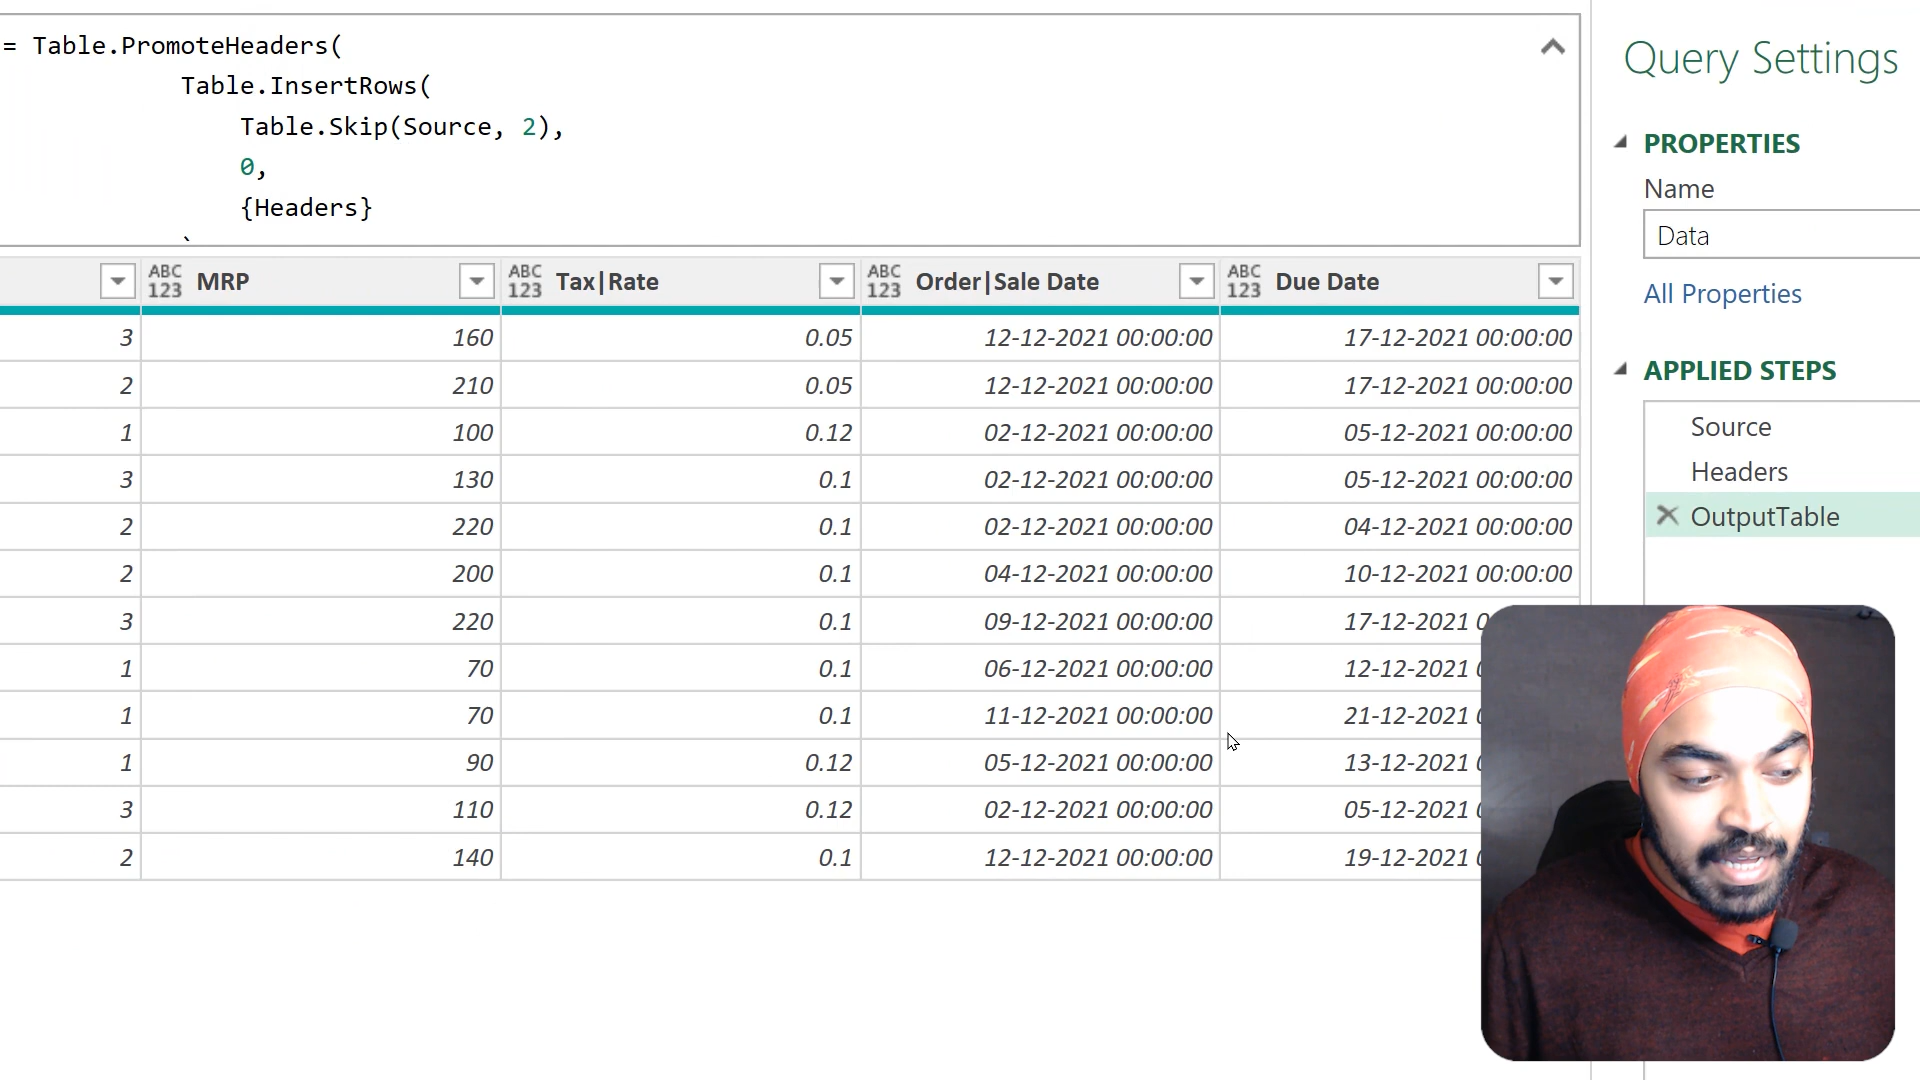 = Table.PromoteHeaders(
Table.InsertRows(
Table.Skip(Source, 2),
0,
{Headers}
ABC 123 MRP ABC 123 Tax|Rate ABC 123 Order|Sale Date ABC 123 Due Date
3 160 0.05 12-12-2021 00:00:00 17-12-2021 00:00:00
2 210 0.05 12-12-2021 00:00:00 17-12-2021 00:00:00
1 100 0.12 02-12-2021 00:00:00 05-12-2021 00:00:00
3 130 0.1 02-12-2021 00:00:00 05-12-2021 00:00:00
2 220 0.1 02-12-2021 00:00:00 04-12-2021 00:00:00
2 200 0.1 04-12-2021 00:00:00 10-12-2021 00:00:00
3 220 0.1 09-12-2021 00:00:00 17-12-2021
1 70 0.1 06-12-2021 00:00:00 12-12-2021
1 70 0.1 11-12-2021 00:00:00 21-12-2021
1 90 0.12 05-12-2021 00:00:00 13-12-2021
3 110 0.12 02-12-2021 00:00:00 05-12-2021
2 140 0.1 12-12-2021 00:00:00 19-12-2021
Query Settings
PROPERTIES
Name
Data
All Properties
APPLIED STEPS
Source
Headers
OutputTable